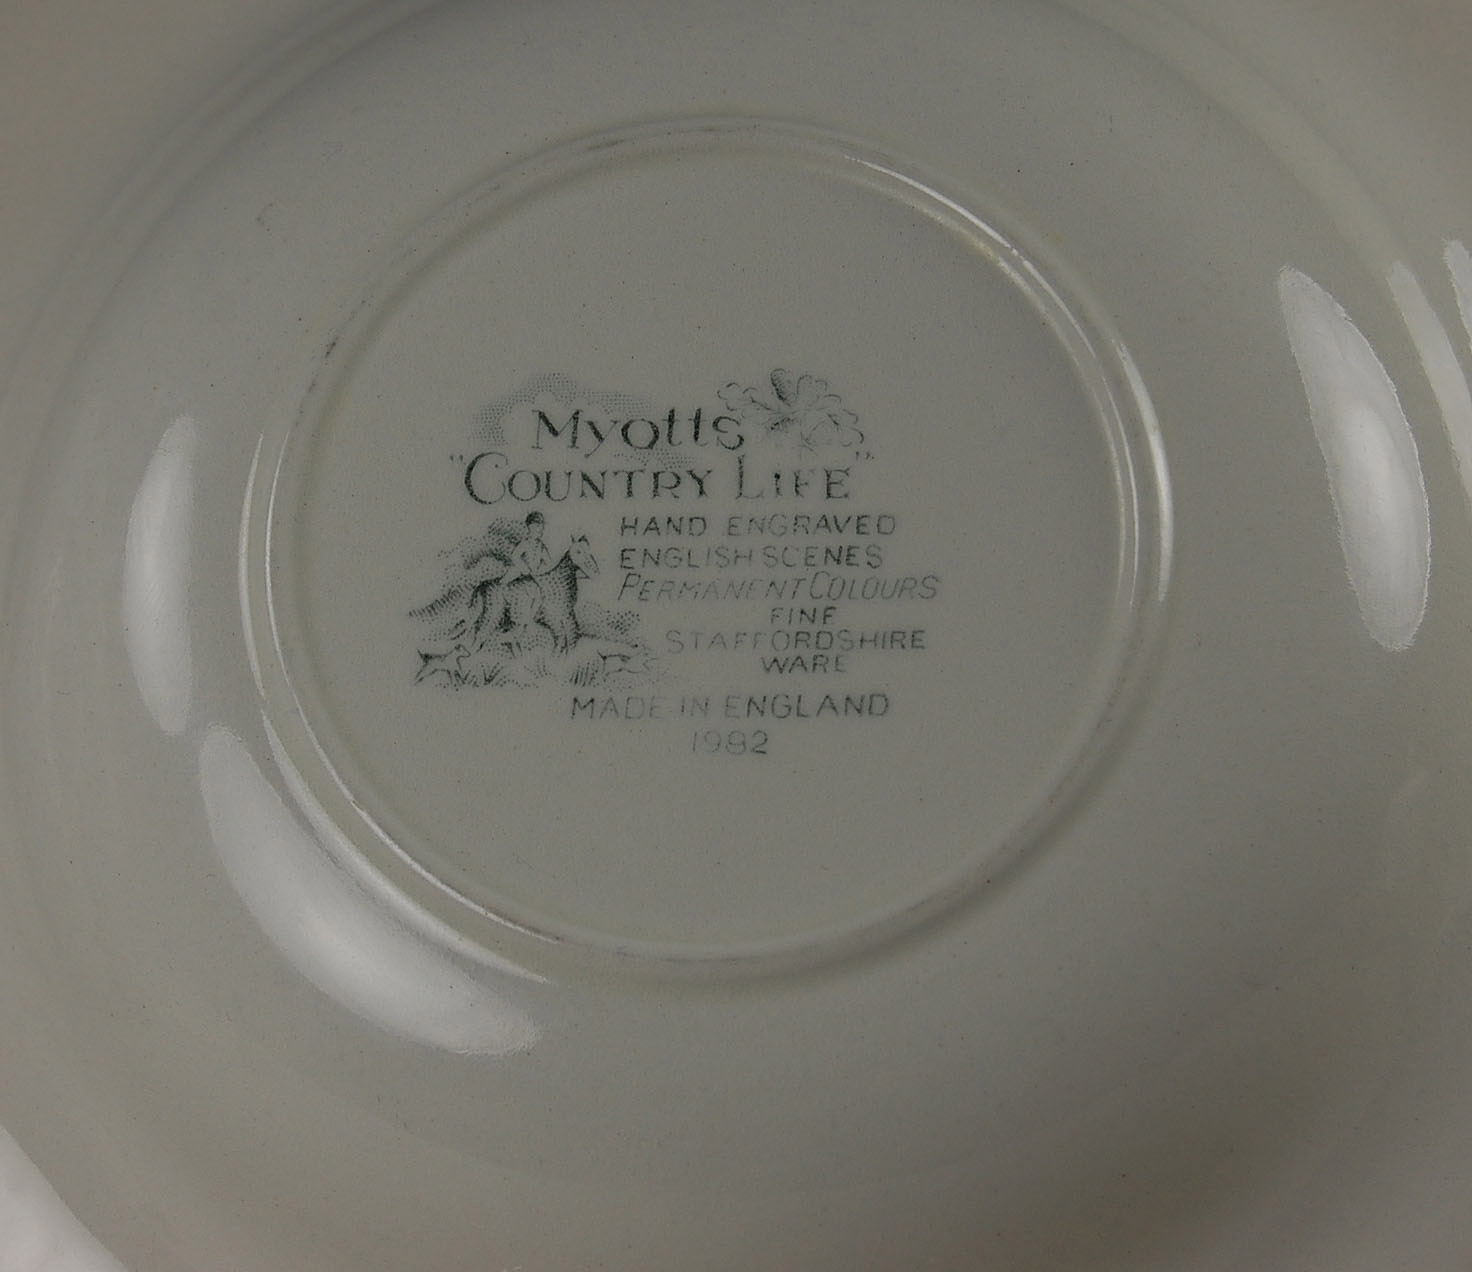 Myotts
"COUNTRY LIFE"
HAND ENGRAVED
ENGLISH SCENES
PERMANENT COLOURS
FINE
STAFFORDSHIRE
WARE
MADE IN ENGLAND
1982